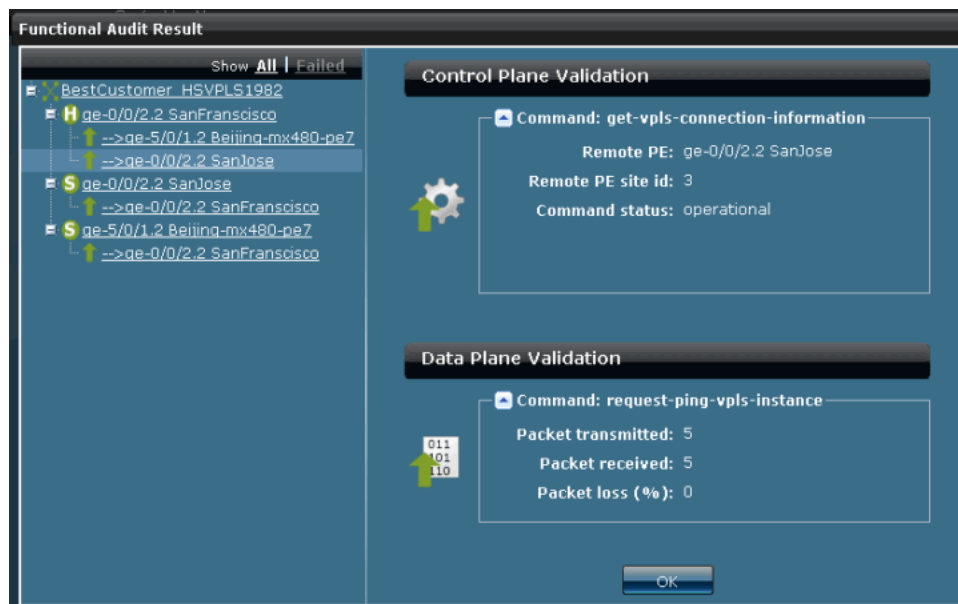 Functional Audit Result
Show All | Failed
BestCustomer_HSVPLS1982
H ge-0/0/2.2 SanFranscisco
-->ge-5/0/1.2 Beijing-mx480-pe7
-->ge-0/0/2.2 SanJose
S ge-0/0/2.2 SanJose
-->ge-0/0/2.2 SanFranscisco
S ge-5/0/1.2 Beijing-mx480-pe7
-->ge-0/0/2.2 SanFranscisco
Control Plane Validation
Command: get-vpls-connection-information
Remote PE: ge-0/0/2.2 SanJose
Remote PE site id: 3
Command status: operational
Data Plane Validation
Command: request-ping-vpls-instance
011
101
110
Packet transmitted: 5
Packet received: 5
Packet loss (%): 0
OK